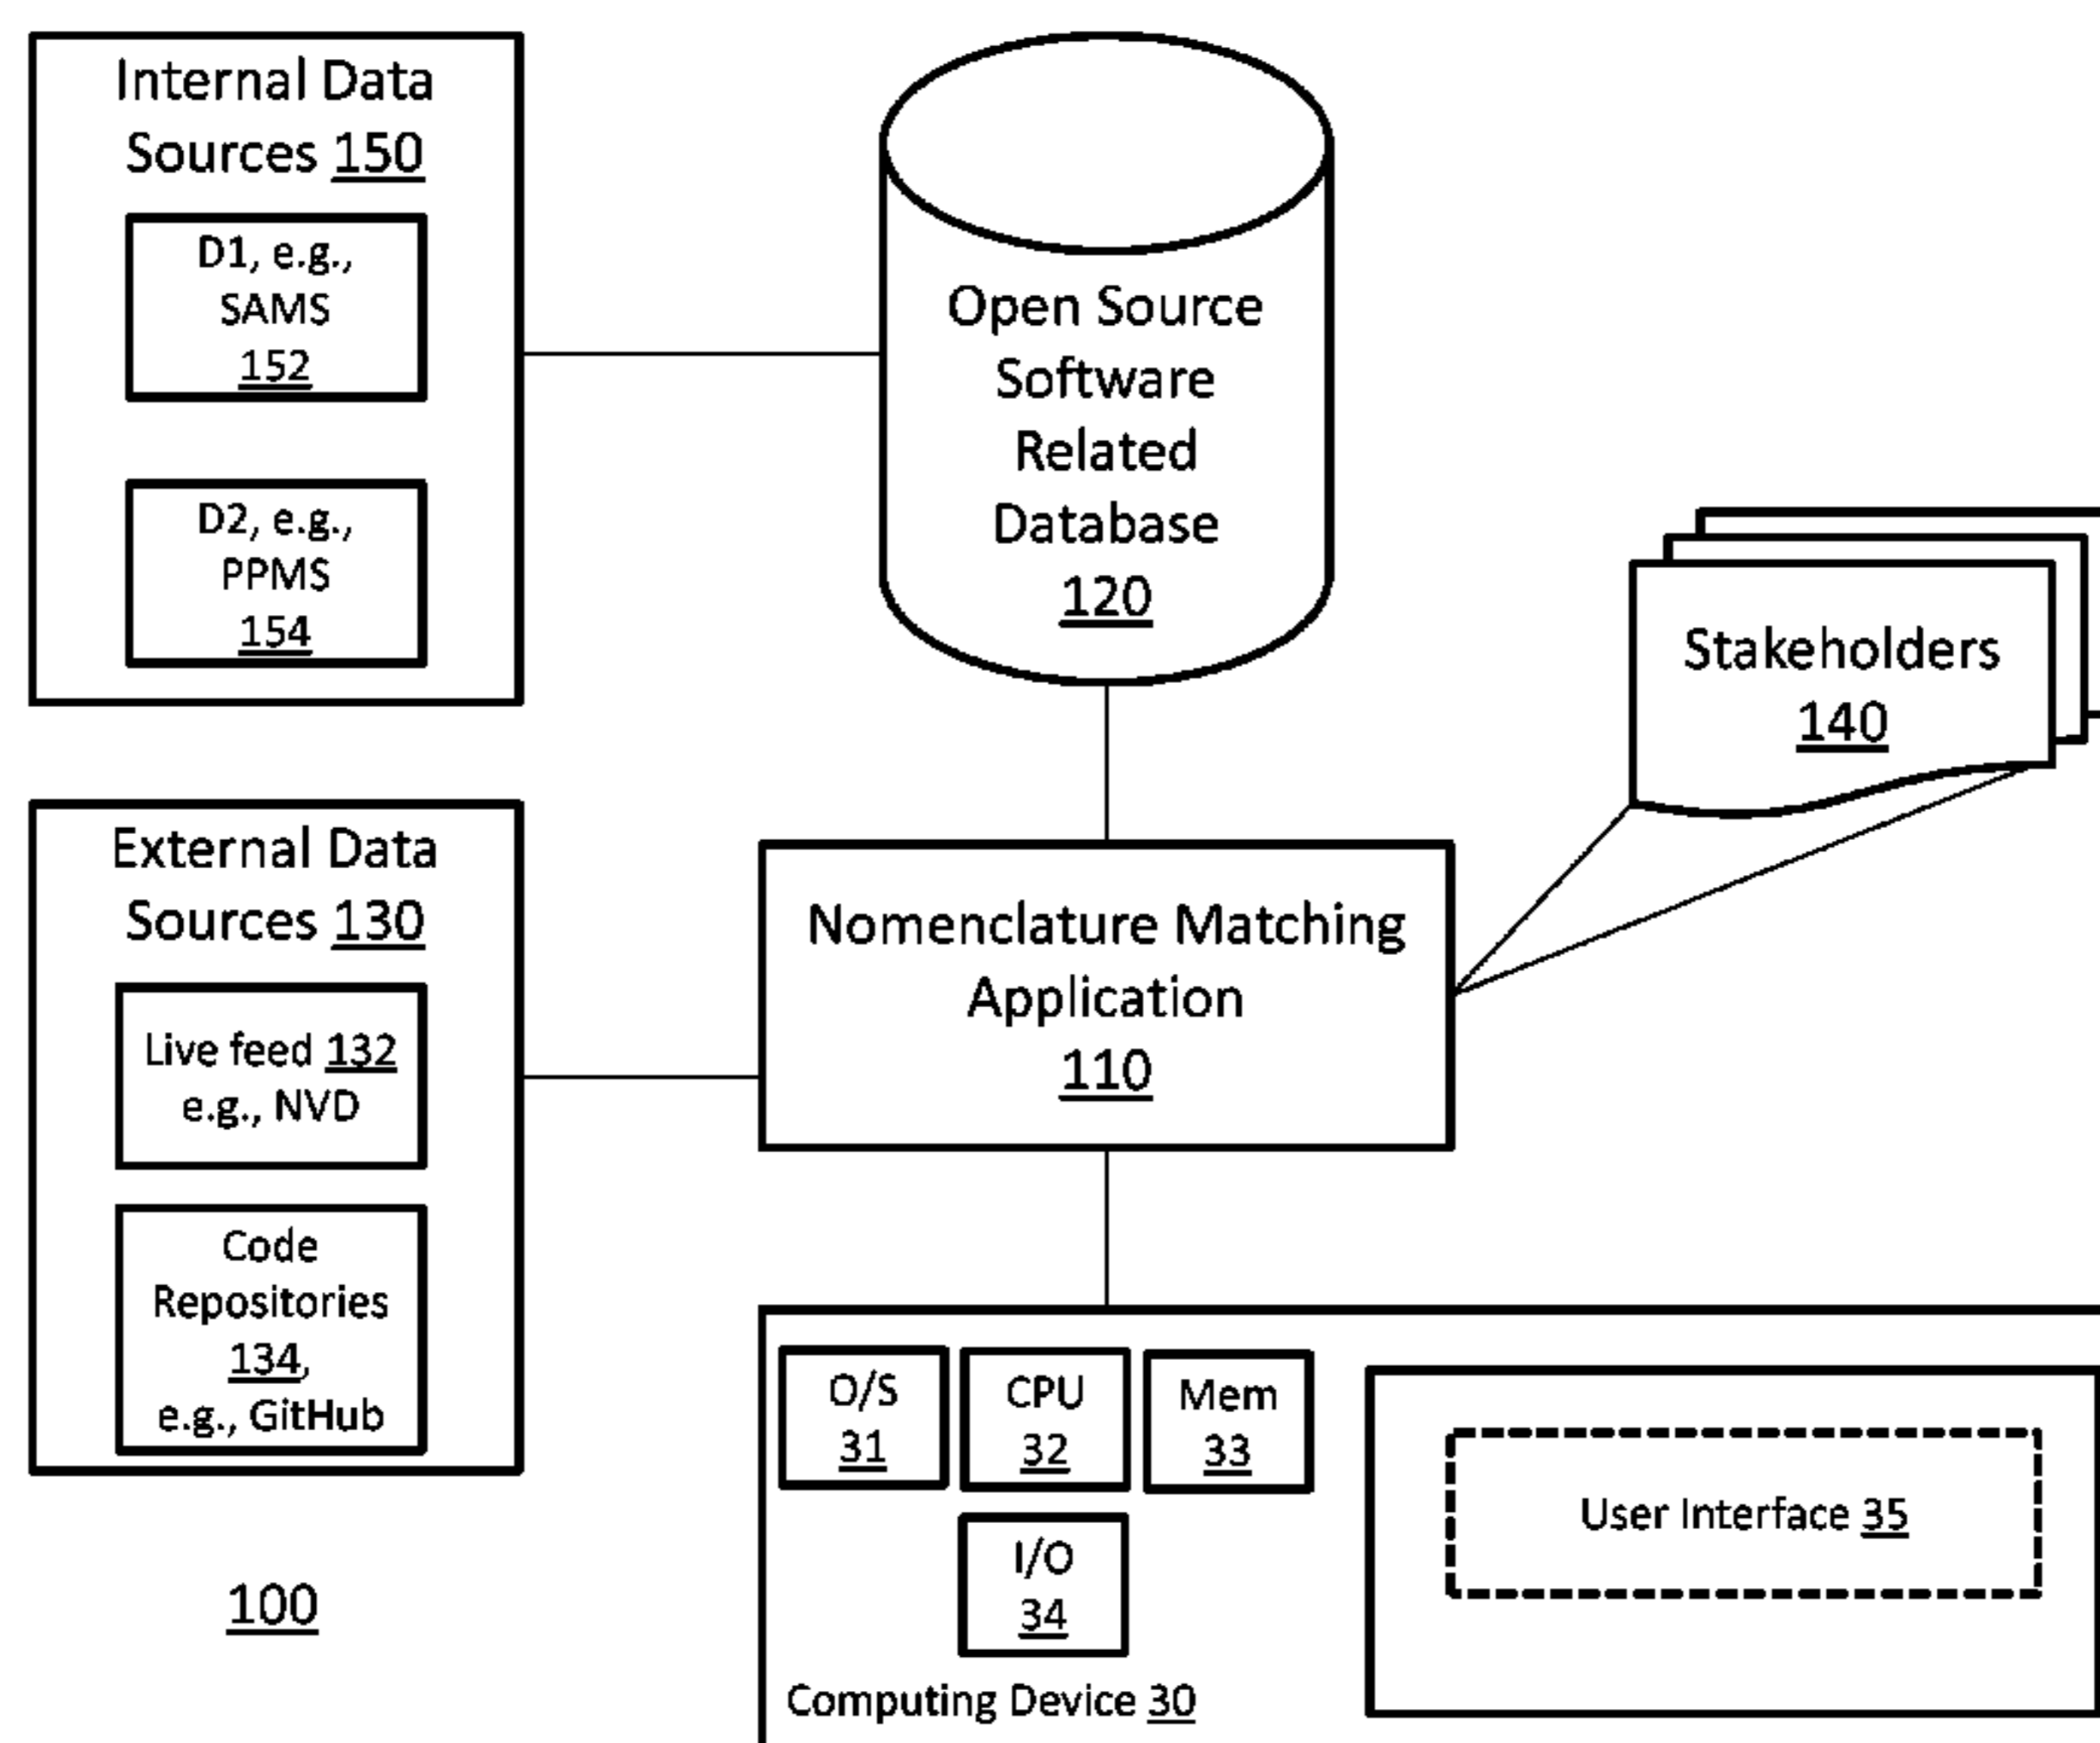 Internal Data
Sources 150
D1, e.g.,
SAMS
152
D2, e.g.,
PPMS
154
Open Source
Software
Related
Database
120
Stakeholders
140
External Data
Sources 130
Live feed 132
e.g., NVD
Code
Repositories
134,
e.g., GitHub
Nomenclature Matching
Application
110
100
O/S
31
CPU
32
Mem
33
I/O
34
Computing Device 30
User Interface 35